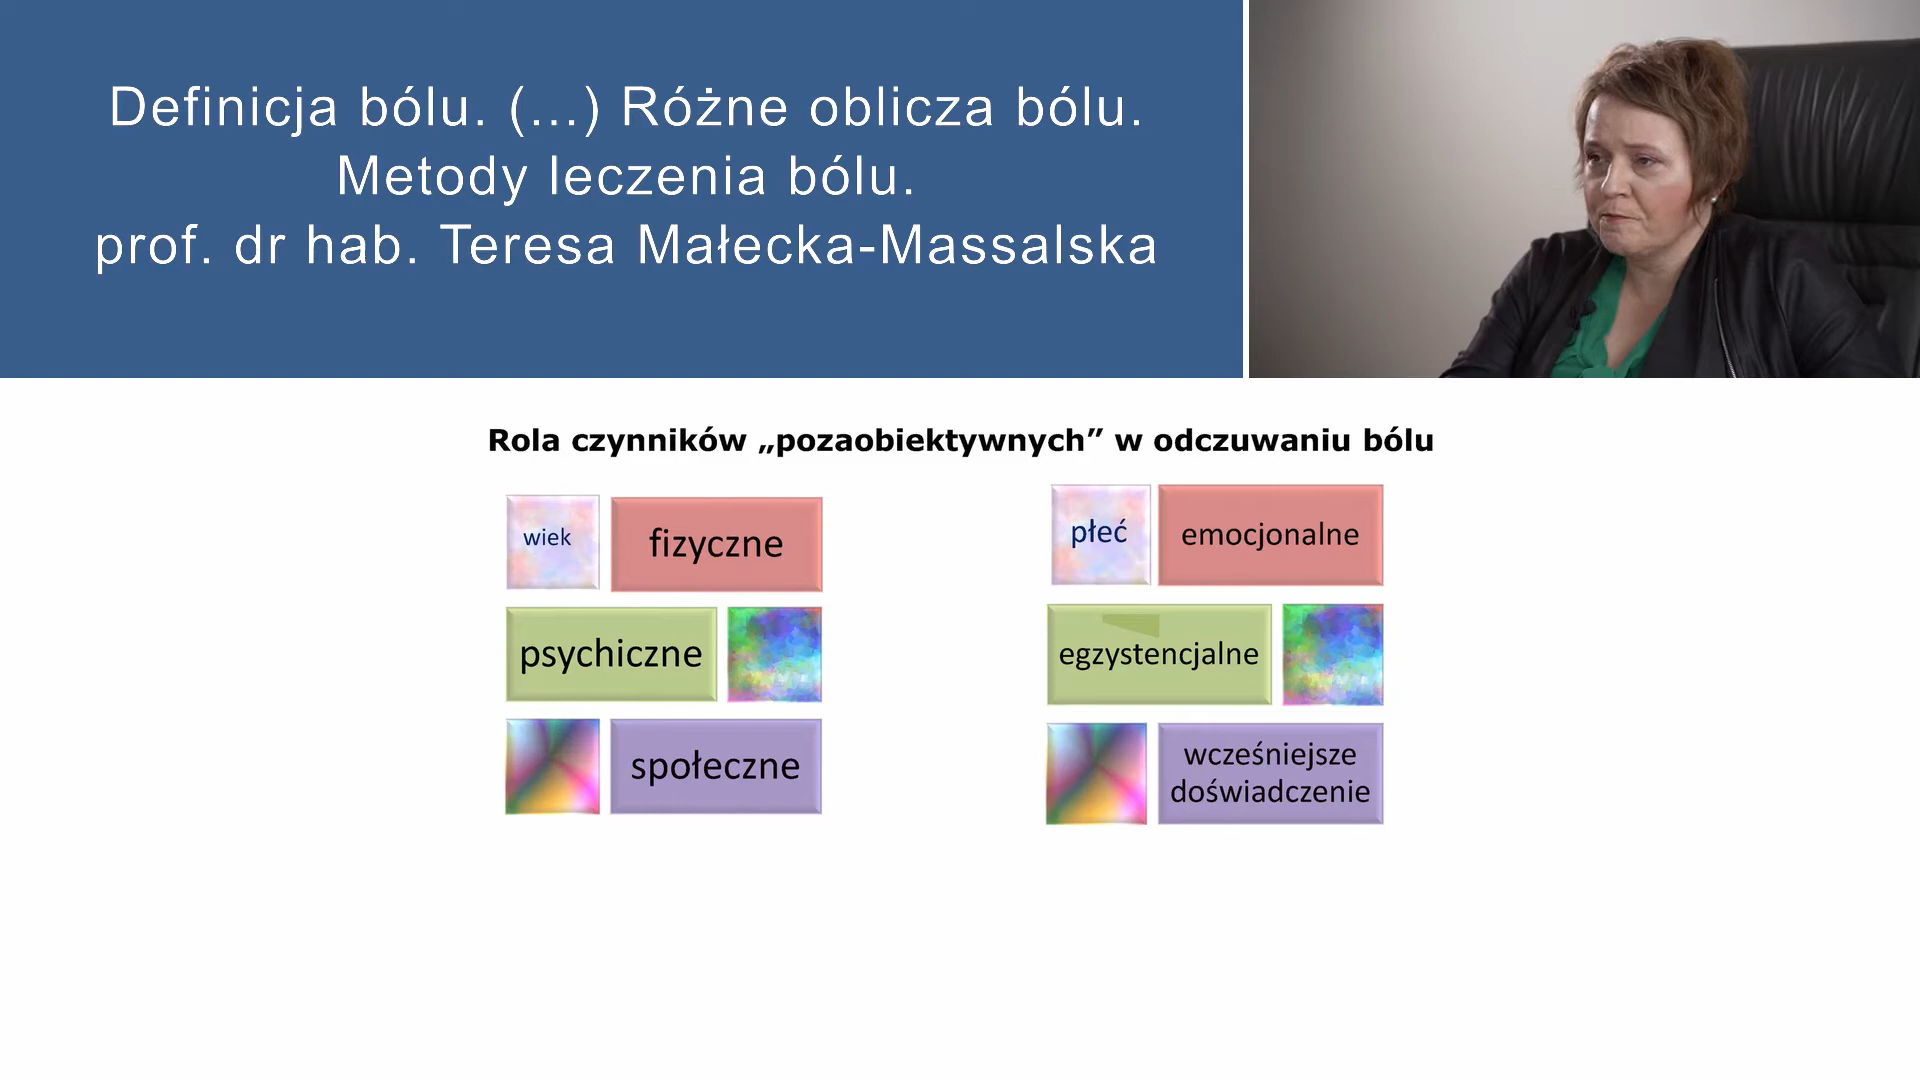 Definicja bólu. (...) Różne oblicza bólu.
Metody leczenia bólu.
prof. dr hab. Teresa Małecka-Massalska
Rola czynników „pozaobiektywnych” w odczuwaniu bólu
wiek
fizyczne
psychiczne
społeczne
płeć
emocjonalne
egzystencjalne
wcześniejsze
doświadczenie